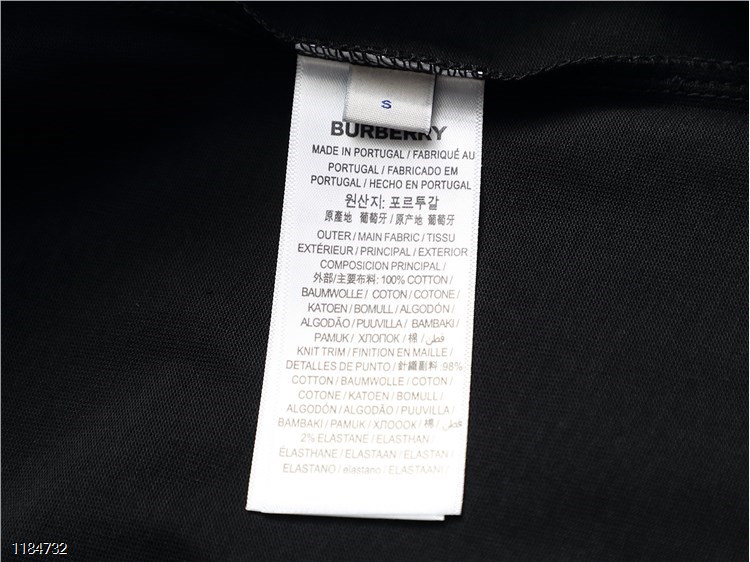 S
BURBERRY
MADE IN PORTUGAL / FABRIQUÉ AU
PORTUGAL / FABRICADO EM
PORTUGAL / HECHO EN PORTUGAL
원산지: 포르투갈
原產地 葡萄牙 / 原产地 葡萄牙
OUTER / MAIN FABRIC / TISSU
EXTÉRIEUR / PRINCIPAL / EXTERIOR
COMPOSICION PRINCIPAL /
外部/主要布料: 100% COTTON /
BAUMWOLLE / COTON / COTONE /
KATOEN / BOMULL / ALGODÓN /
ALGODÃO / PUUVILLA / BAMBAKI /
PAMUK / ХЛОПОК / 棉 / قطن
KNIT TRIM / FINITION EN MAILLE /
DETALLES DE PUNTO / 針織副料 :98%
COTTON / BAUMWOLLE / COTON /
COTONE / KATOEN / BOMULL /
ALGODÓN / ALGODÃO / PUUVILLA /
BAMBAKI / PAMUK / ХЛОПОК / 棉 / قطن
2% ELASTANE / ELASTHAN /
ÉLASTHANE / ELASTAAN / ELASTAN /
ELASTANO / elastano / ELASTAANI /
1184732